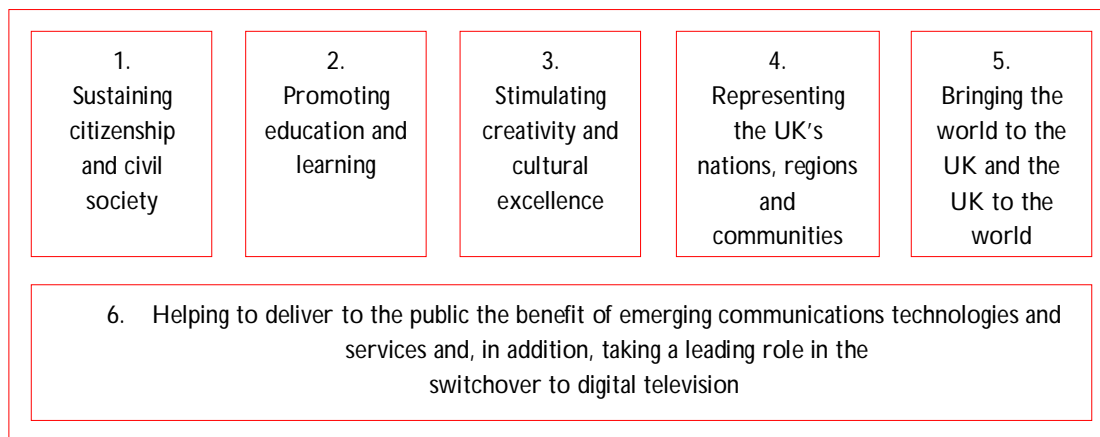 1.
Sustaining
citizenship
and civil
society
2.
Promoting
education and
learning
3.
Stimulating
creativity and
cultural
excellence
4.
Representing
the UK's
nations, regions
and
communities
5.
Bringing the
world to the
UK and the
UK to the
world
6. Helping to deliver to the public the benefit of emerging communications technologies and
services and, in addition, taking a leading role in the
switchover to digital television